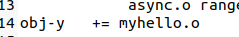 13 async.o range
14 obj-y += myhello.o